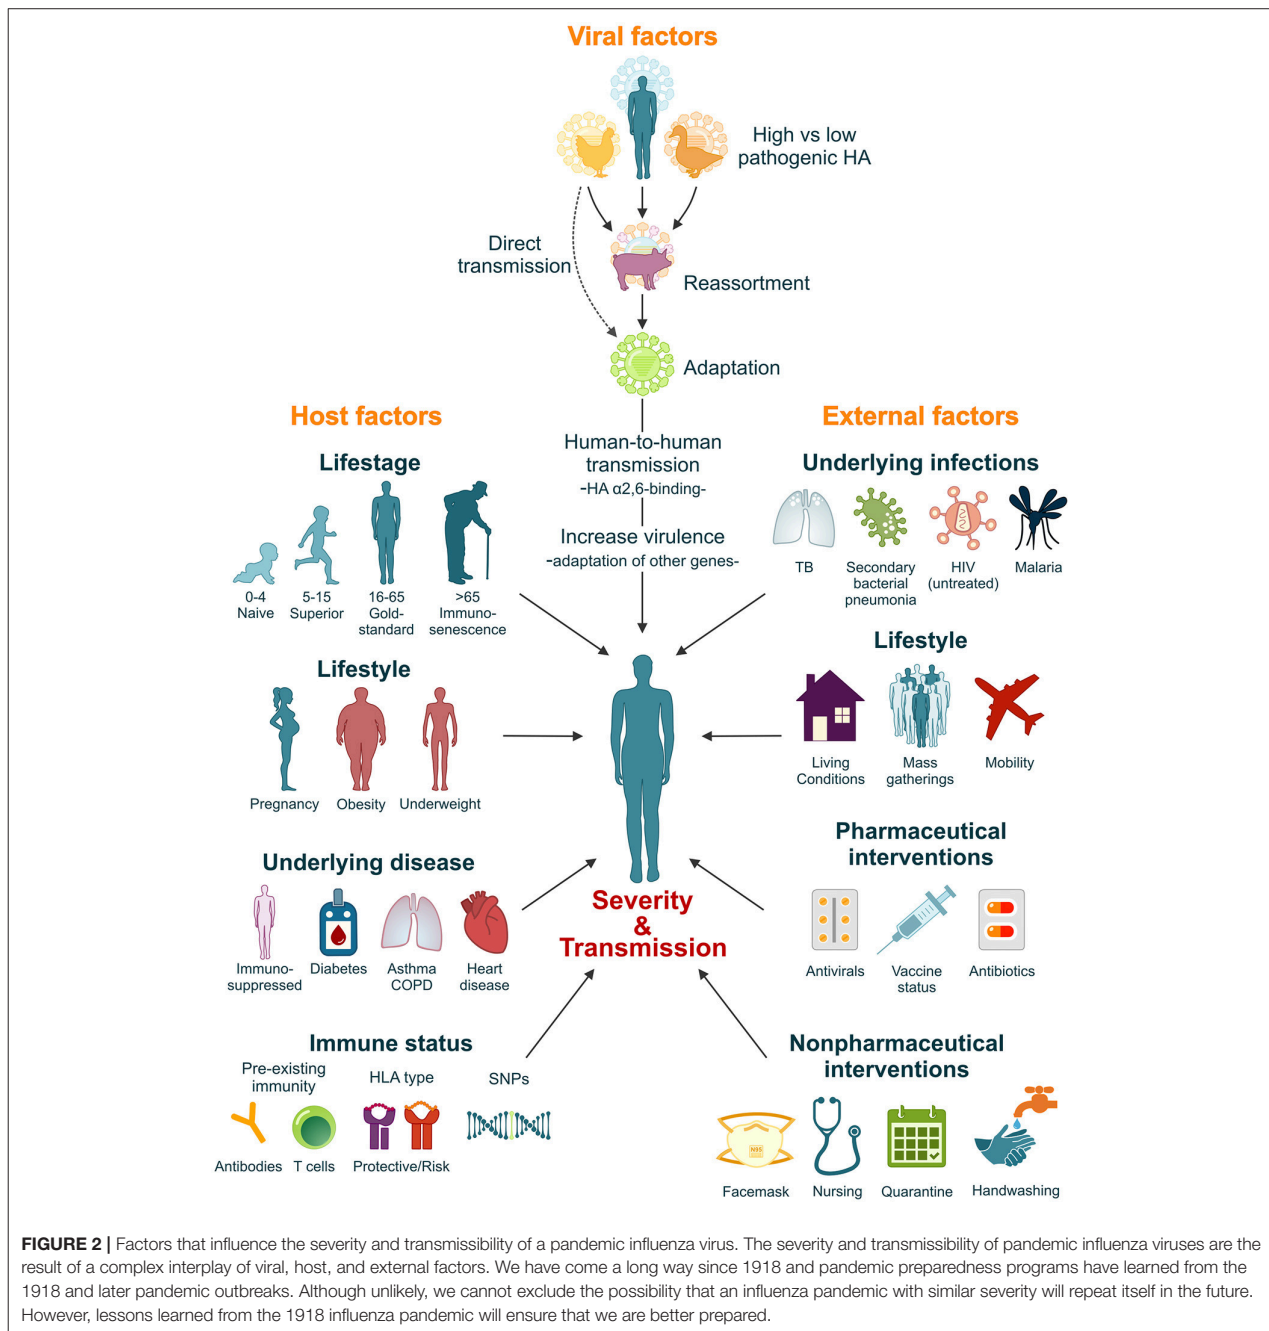 Viral factors
High vs low
pathogenic HA
Direct
transmission
Reassortment
Adaptation
Human-to-human
transmission
-HA α2,6-binding-
Increase virulence
-adaptation of other genes-
Host factors
Lifestage
0-4
Naive
5-15
Superior
16-65
Gold-
standard
>65
Immuno-
senescence
Lifestyle
Pregnancy
Obesity
Underweight
Underlying disease
Immuno-
suppressed
Diabetes
Asthma
COPD
Heart
disease
Immune status
Pre-existing
immunity
HLA type
SNPs
Antibodies
T cells
Protective/Risk
External factors
Underlying infections
TB
Secondary
bacterial
pneumonia
HIV
(untreated)
Malaria
Lifestyle
Living
Conditions
Mass
gatherings
Mobility
Pharmaceutical
interventions
Antivirals
Vaccine
status
Antibiotics
Nonpharmaceutical
interventions
N95
Facemask
Nursing
Quarantine
Handwashing
Severity
&
Transmission
FIGURE 2 | Factors that influence the severity and transmissibility of a pandemic influenza virus. The severity and transmissibility of pandemic influenza viruses are the
result of a complex interplay of viral, host, and external factors. We have come a long way since 1918 and pandemic preparedness programs have learned from the
1918 and later pandemic outbreaks. Although unlikely, we cannot exclude the possibility that an influenza pandemic with similar severity will repeat itself in the future.
However, lessons learned from the 1918 influenza pandemic will ensure that we are better prepared.